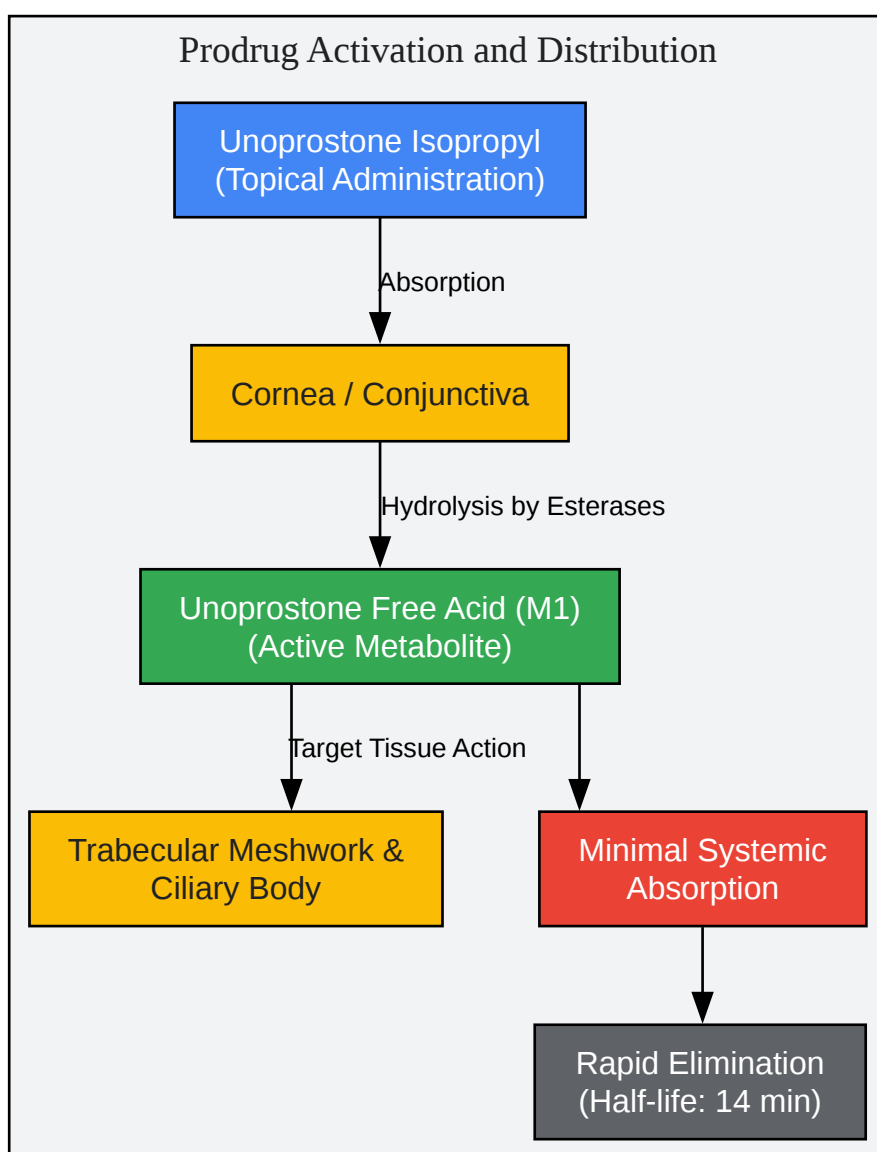 Prodrug Activation and Distribution
Unoprostone Isopropyl
(Topical Administration)
Absorption
Cornea / Conjunctiva
Hydrolysis by Esterases
Unoprostone Free Acid (M1)
(Active Metabolite)
Target Tissue Action
Trabecular Meshwork &
Ciliary Body
Minimal Systemic
Absorption
Rapid Elimination
(Half-life: 14 min)